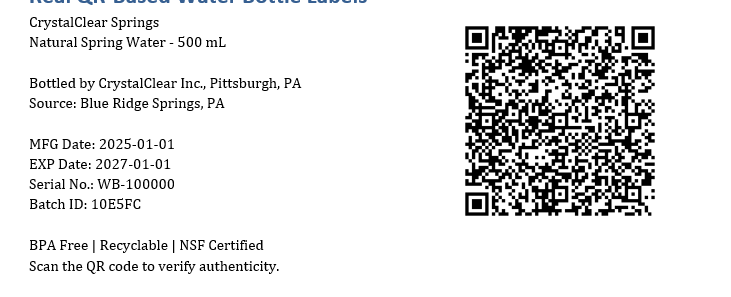 Real QR-Based Water Bottle Labels
CrystalClear Springs
Natural Spring Water - 500 mL
Bottled by CrystalClear Inc., Pittsburgh, PA
Source: Blue Ridge Springs, PA
MFG Date: 2025-01-01
EXP Date: 2027-01-01
Serial No.: WB-100000
Batch ID: 10E5FC
BPA Free | Recyclable | NSF Certified
Scan the QR code to verify authenticity.